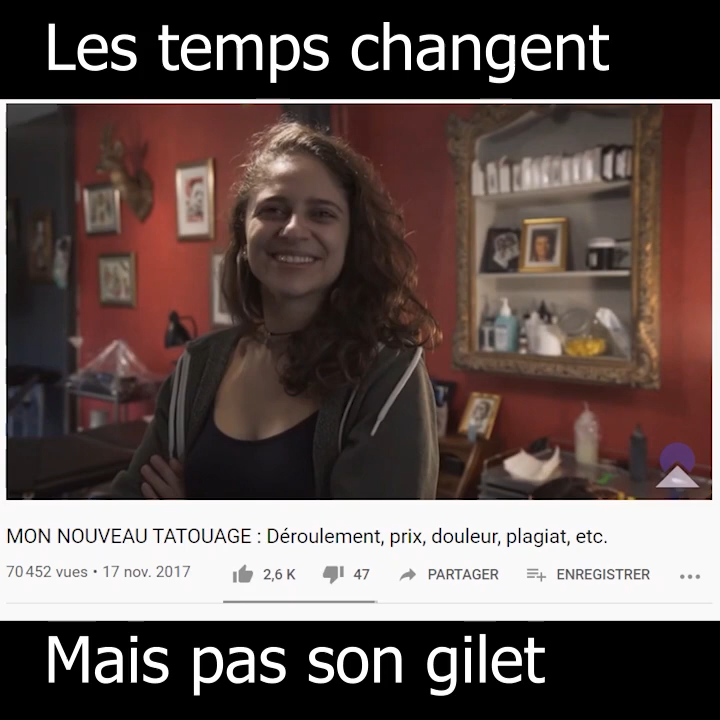 Les temps changent
MON NOUVEAU TATOUAGE : Déroulement, prix, douleur, plagiat, etc.
70 452 vues • 17 nov. 2017 2,6 K 47 PARTAGER ENREGISTRER
Mais pas son gilet